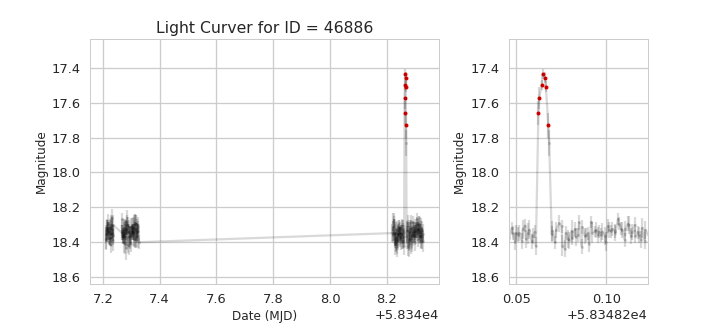 Light Curver for ID = 46886
17.4
17.6
17.8
18.0
18.2
18.4
18.6
Magnitude
7.2 7.4 7.6 7.8 8.0 8.2
Date (MJD) +5.834e4
17.4
17.6
17.8
18.0
18.2
18.4
18.6
Magnitude
0.05 0.10
+5.83482e4